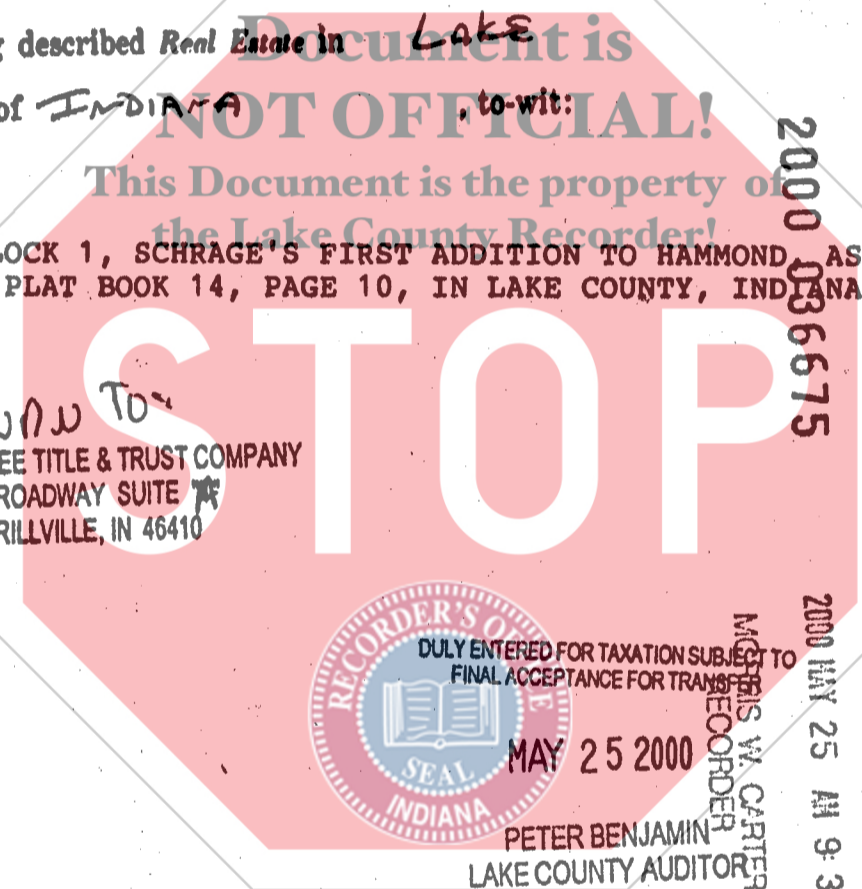 described Real Estate in Lake
Document is
of INDIANA , to-wit:
NOT OFFICIAL!
This Document is the property of
the Lake County Recorder!
OCK 1, SCHRAGE'S FIRST ADDITION TO HAMMOND, AS
PLAT BOOK 14, PAGE 10, IN LAKE COUNTY, INDIANA
2000 036675
STOP
TO
EE TITLE & TRUST COMPANY
ROADWAY SUITE
RILLVILLE, IN 46410
RECORDER'S OFFICE
SEAL
INDIANA
DULY ENTERED FOR TAXATION SUBJECT TO
FINAL ACCEPTANCE FOR TRANSFER
MAY 25 2000
PETER BENJAMIN
LAKE COUNTY AUDITOR
MORRIS W. CARTER
RECORDER
2000 MAY 25 AM 9:3